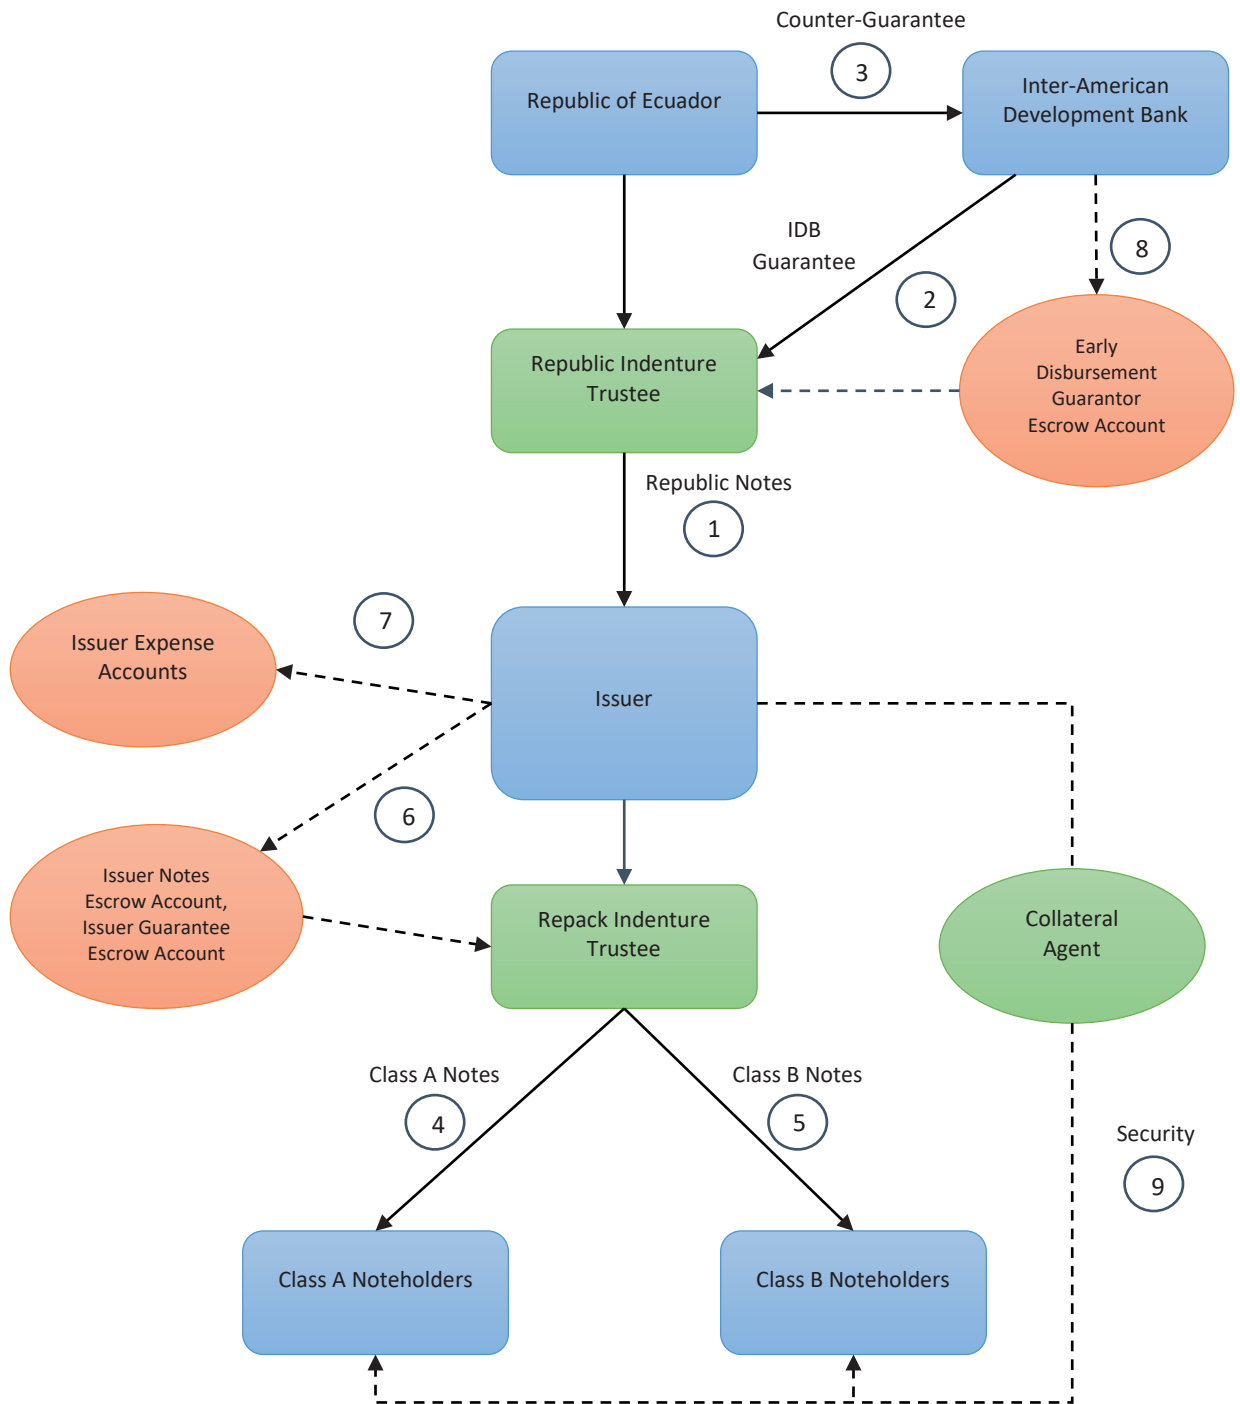 Counter-Guarantee
3
Republic of Ecuador
Inter-American
Development Bank
IDB
Guarantee
8
2
Republic Indenture
Trustee
Early
Disbursement
Guarantor
Escrow Account
Republic Notes
1
7
Issuer Expense
Accounts
Issuer
6
Issuer Notes
Escrow Account,
Issuer Guarantee
Escrow Account
Repack Indenture
Trustee
Collateral
Agent
Class A Notes
4
Class B Notes
5
Security
9
Class A Noteholders
Class B Noteholders